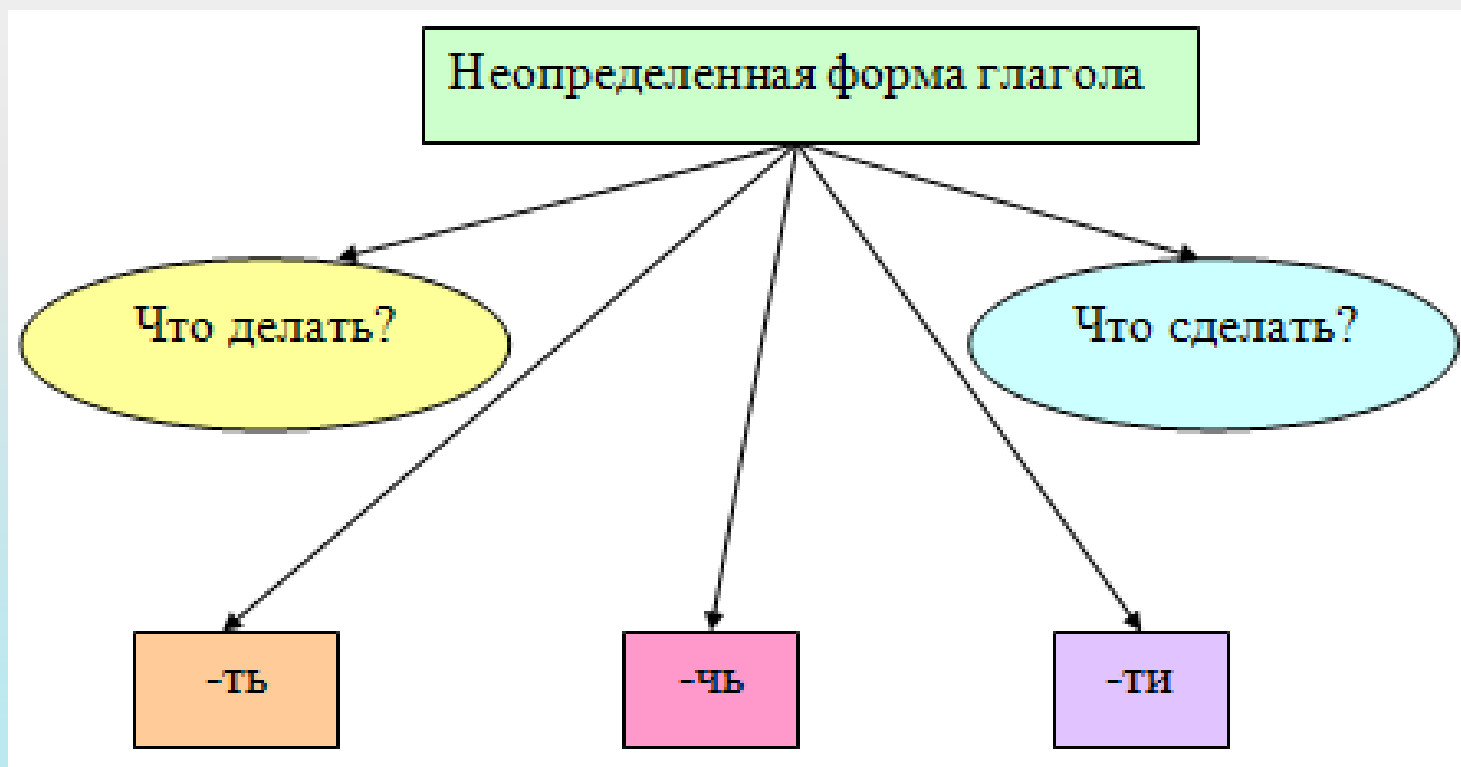 Неопределенная форма глагола
Что делать?
Что сделать?
-ть
-чь
-ти